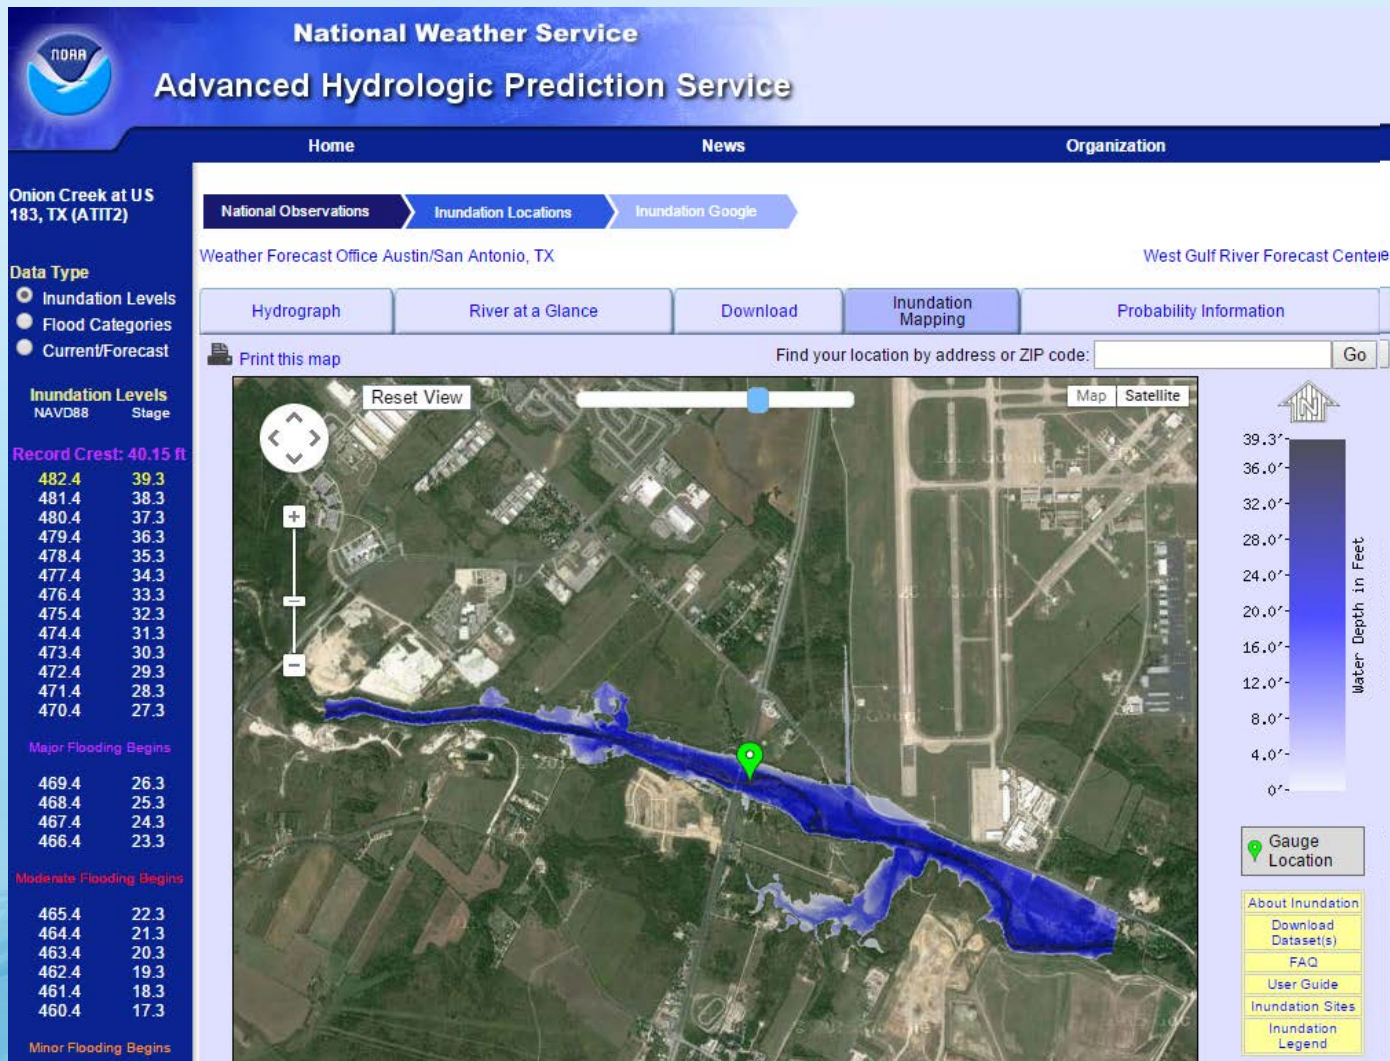 NOAA
National Weather Service
Advanced Hydrologic Prediction Service
Home
News
Organization
Onion Creek at US
183, TX (ATIT2)
National Observations
Inundation Locations
Inundation Google
Weather Forecast Office Austin/San Antonio, TX
West Gulf River Forecast Center
Data Type
Inundation Levels
Flood Categories
Current/Forecast
Hydrograph
River at a Glance
Download
Inundation
Mapping
Probability Information
Print this map
Find your location by address or ZIP code:
Go
Inundation Levels
NAVD88 Stage
Record Crest: 40.15 ft
482.4 39.3
481.4 38.3
480.4 37.3
479.4 36.3
478.4 35.3
477.4 34.3
476.4 33.3
475.4 32.3
474.4 31.3
473.4 30.3
472.4 29.3
471.4 28.3
470.4 27.3
Major Flooding Begins
469.4 26.3
468.4 25.3
467.4 24.3
466.4 23.3
Moderate Flooding Begins
465.4 22.3
464.4 21.3
463.4 20.3
462.4 19.3
461.4 18.3
460.4 17.3
Minor Flooding Begins
Reset View
Map
Satellite
N
39.3'
36.0'
32.0'
28.0'
24.0'
20.0'
16.0'
12.0'
8.0'
4.0'
0'
Water Depth in Feet
Gauge
Location
About Inundation
Download
Dataset(s)
FAQ
User Guide
Inundation Sites
Inundation
Legend